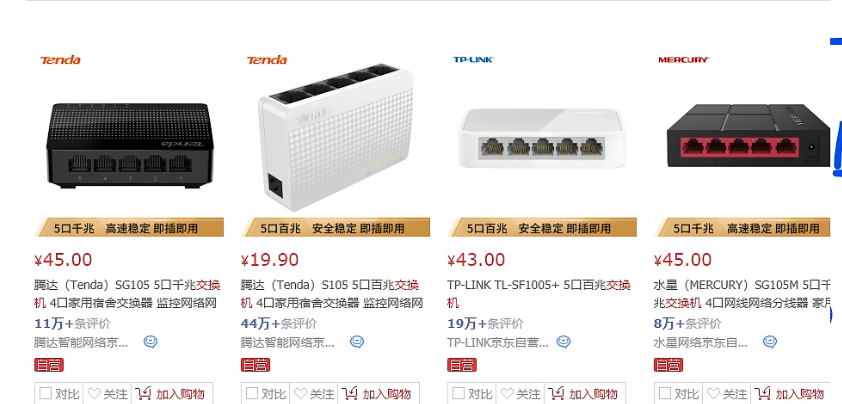 Tenda
Tenda
5 4 3 2 1
5口千兆 高速稳定 即插即用
¥45.00
腾达（Tenda）SG105 5口千兆交换
机 4口家用宿舍交换器 监控网络网
11万+条评价
腾达智能网络京...
自营
对比 关注 加入购物
Tenda
Tenda
5口百兆 安全稳定 即插即用
¥19.90
腾达（Tenda）S105 5口百兆交换
机 4口家用宿舍交换器 监控网络网
44万+条评价
腾达智能网络京...
自营
对比 关注 加入购物
TP-LINK
5口百兆 安全稳定 即插即用
¥43.00
TP-LINK TL-SF1005+ 5口百兆交换
机
19万+条评价
TP-LINK京东自营...
自营
对比 关注 加入购物
MERCURY
5口千兆 高速稳定 即插即用
¥45.00
水星（MERCURY）SG105M 5口千
兆交换机 4口网线网络分线器 家用
8万+条评价
水星网络京东自...
自营
对比 关注 加入购物